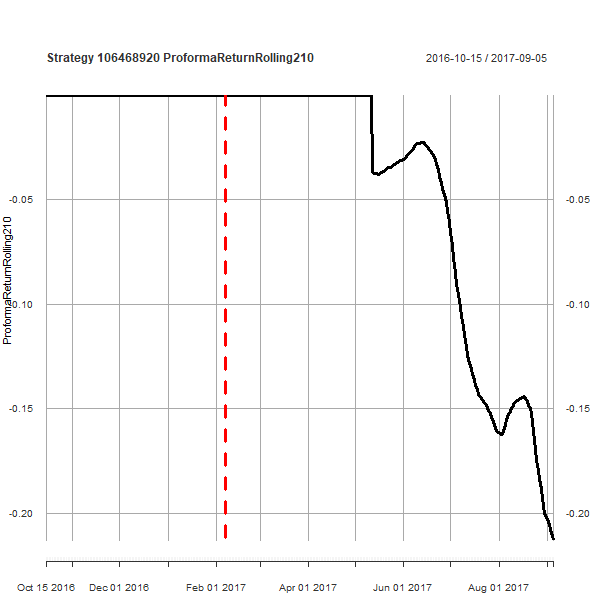 Strategy 106468920 ProformaReturnRolling210
2016-10-15 / 2017-09-05
ProformaReturnRolling210
-0.05 -0.05
-0.10 -0.10
-0.15 -0.15
-0.20 -0.20
Oct 15 2016 Dec 01 2016 Feb 01 2017 Apr 01 2017 Jun 01 2017 Aug 01 2017